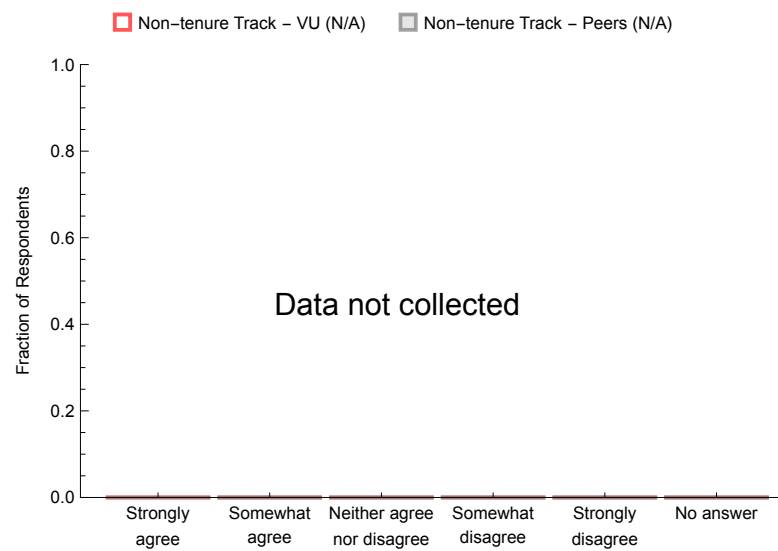 Non−tenure Track − VU (N/A) Non−tenure Track − Peers (N/A)
1.0
0.8
0.6
0.4
0.2
0.0
Fraction of Respondents
Data not collected
Strongly agree
Somewhat agree
Neither agree nor disagree
Somewhat disagree
Strongly disagree
No answer